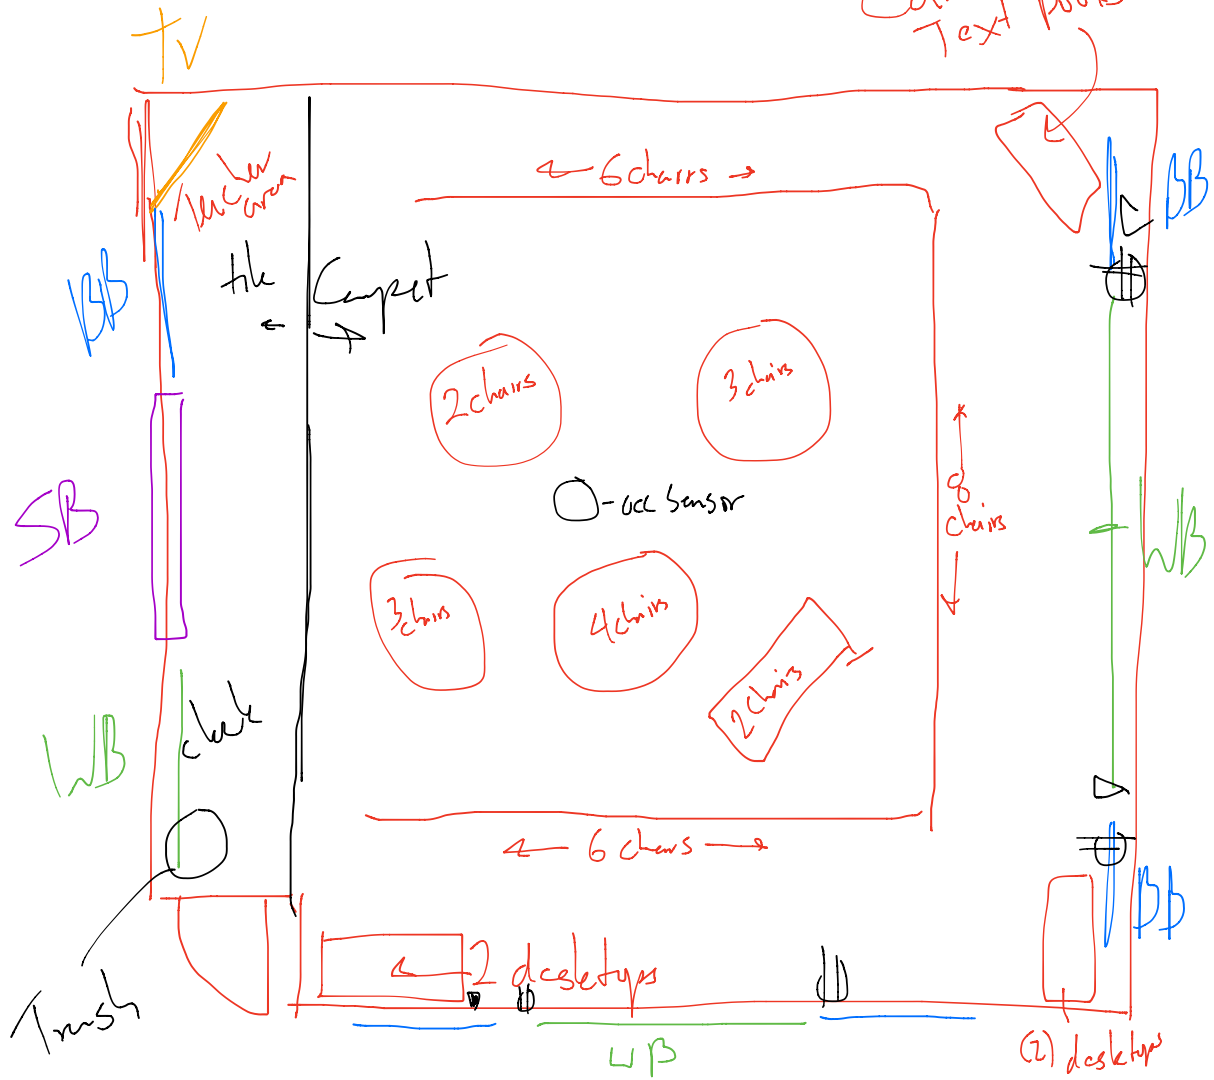 TV
Text
Teacher
area
← 6 chairs →
BB
BB
tile
Carpet
2 chairs
3 chairs
8
chairs
O-occ sensor
SB
WB
3
chairs
4 chairs
2 chairs
WB
clock
← 6 chairs →
BB
2 desktops
Trash
WB
(2) desktops